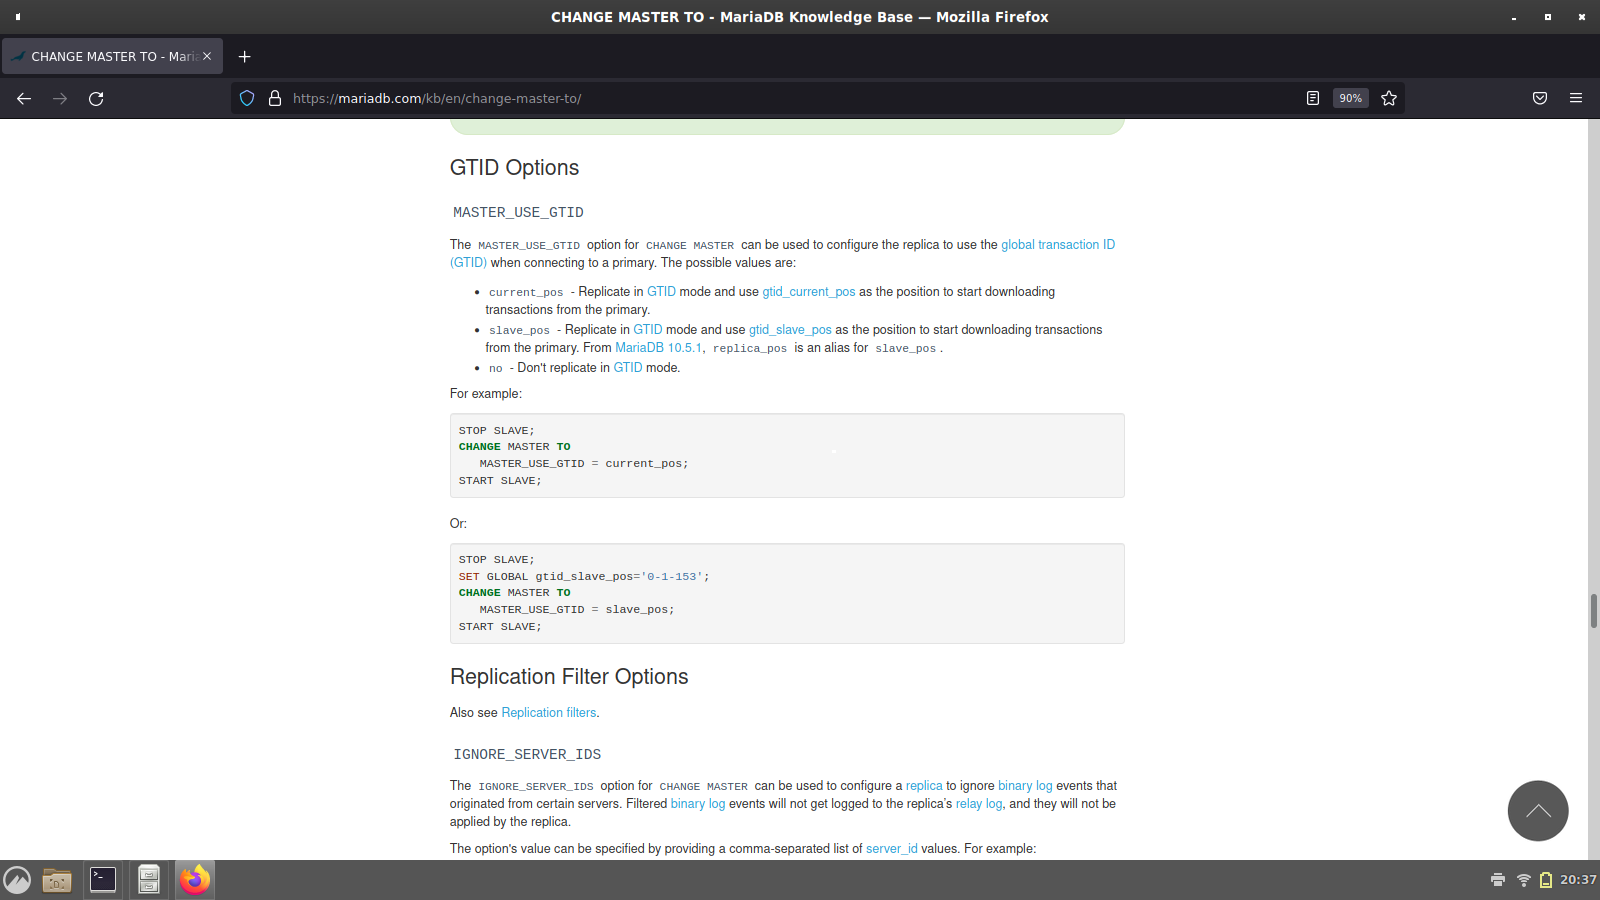 CHANGE MASTER TO - MariaDB Knowledge Base — Mozilla Firefox
CHANGE MASTER TO - Maria
https://mariadb.com/kb/en/change-master-to/
90%
GTID Options
MASTER_USE_GTID
The MASTER_USE_GTID option for CHANGE MASTER can be used to configure the replica to use the global transaction ID
(GTID) when connecting to a primary. The possible values are:
• current_pos - Replicate in GTID mode and use gtid_current_pos as the position to start downloading
transactions from the primary.
• slave_pos - Replicate in GTID mode and use gtid_slave_pos as the position to start downloading transactions
from the primary. From MariaDB 10.5.1, replica_pos is an alias for slave_pos.
• no - Don't replicate in GTID mode.
For example:
STOP SLAVE;
CHANGE MASTER TO
MASTER_USE_GTID = current_pos;
START SLAVE;
Or:
STOP SLAVE;
SET GLOBAL gtid_slave_pos='0-1-153';
CHANGE MASTER TO
MASTER_USE_GTID = slave_pos;
START SLAVE;
Replication Filter Options
Also see Replication filters.
IGNORE_SERVER_IDS
The IGNORE_SERVER_IDS option for CHANGE MASTER can be used to configure a replica to ignore binary log events that
originated from certain servers. Filtered binary log events will not get logged to the replica's relay log, and they will not be
applied by the replica.
The option's value can be specified by providing a comma-separated list of server_id values. For example:
20:37